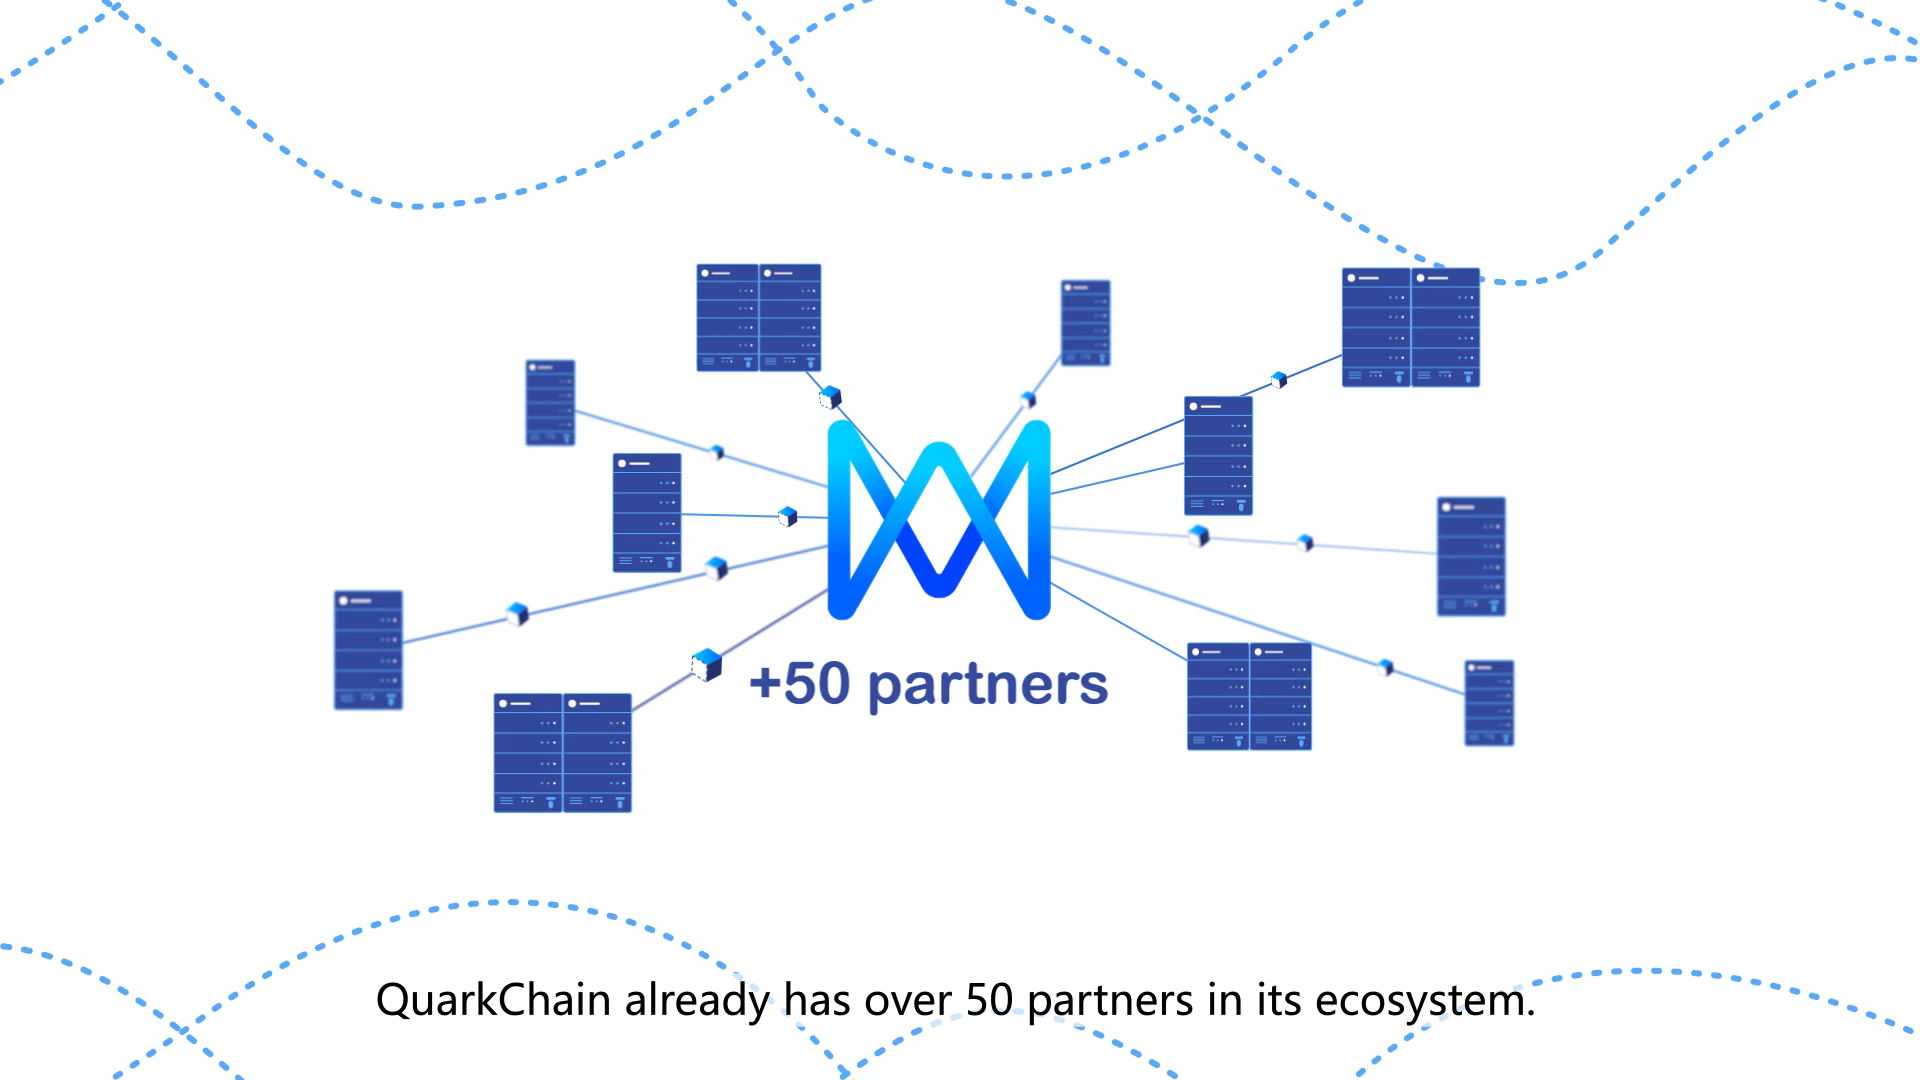 +50 partners
QuarkChain already has over 50 partners in its ecosystem.